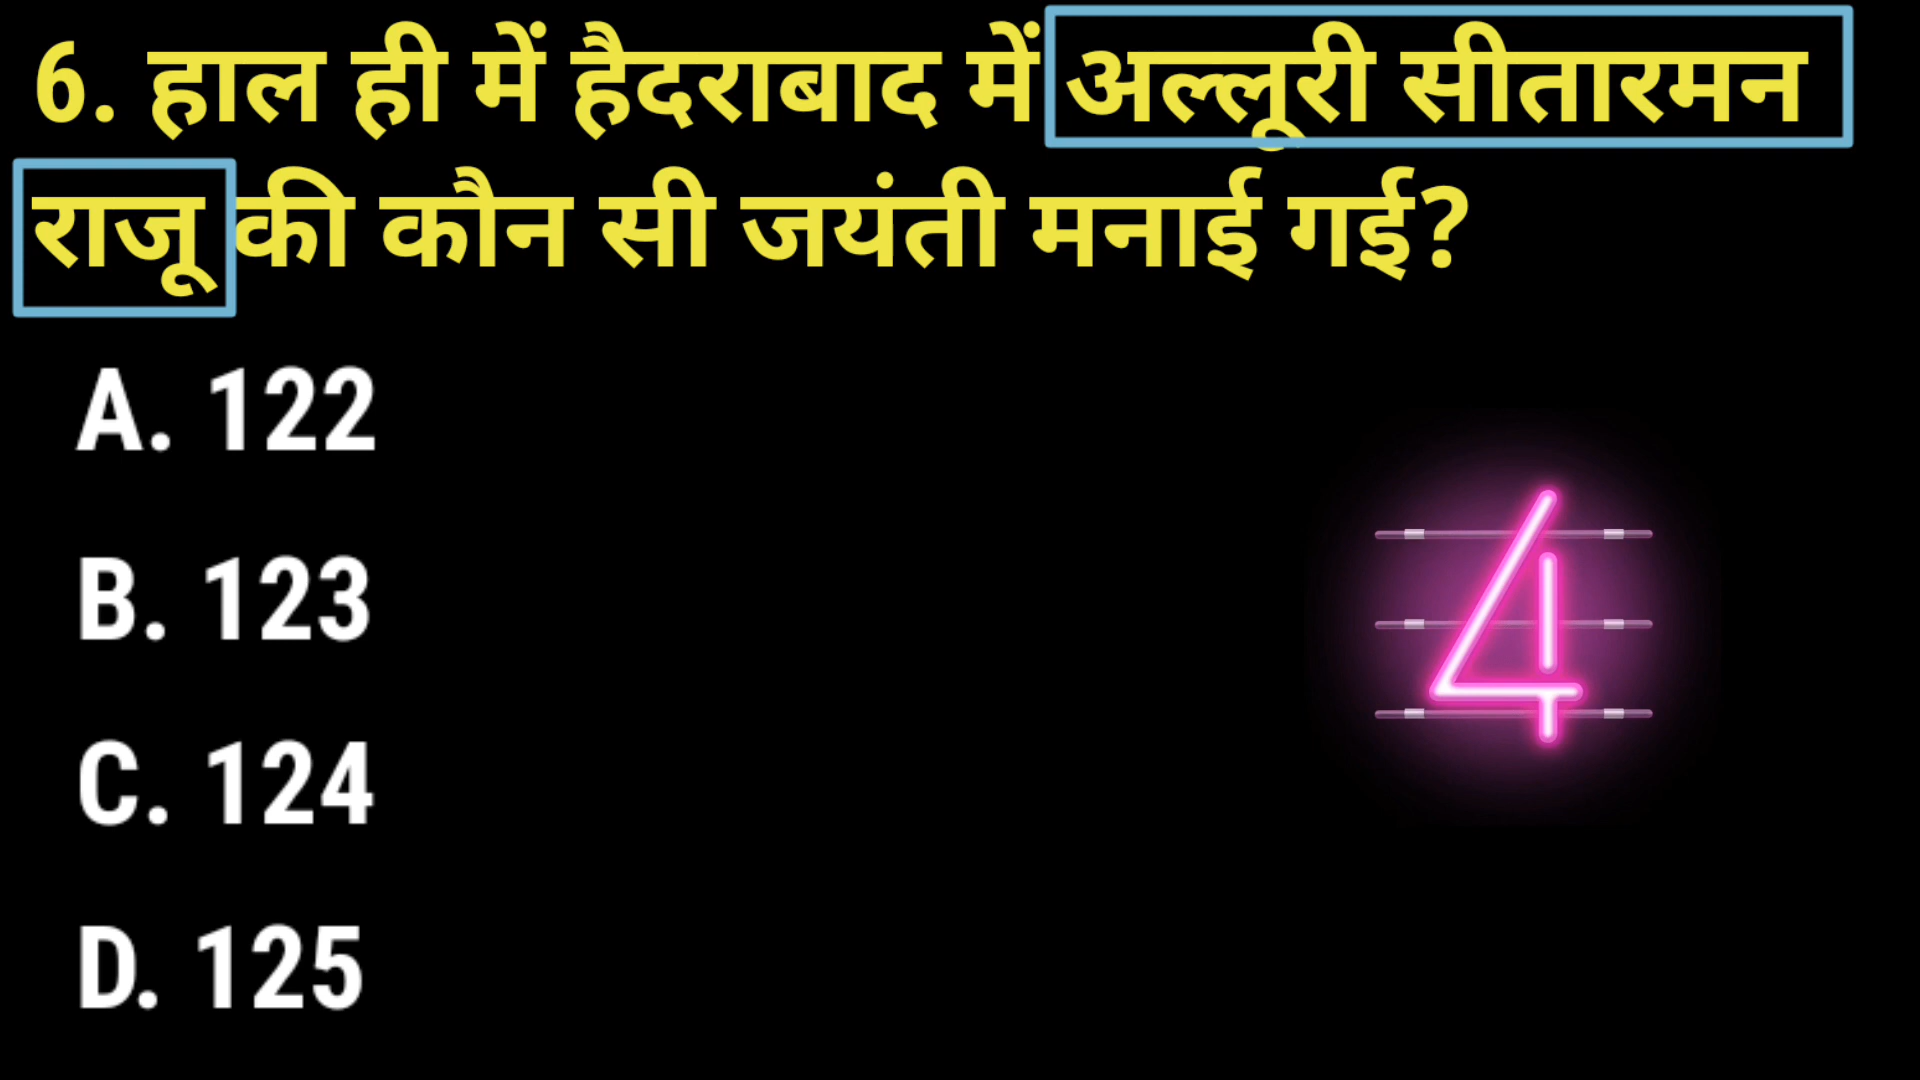 6. हाल ही में हैदराबाद में अल्लूरी सीतारमन
राजू की कौन सी जयंती मनाई गई?
A. 122
B. 123
C. 124
D. 125
4